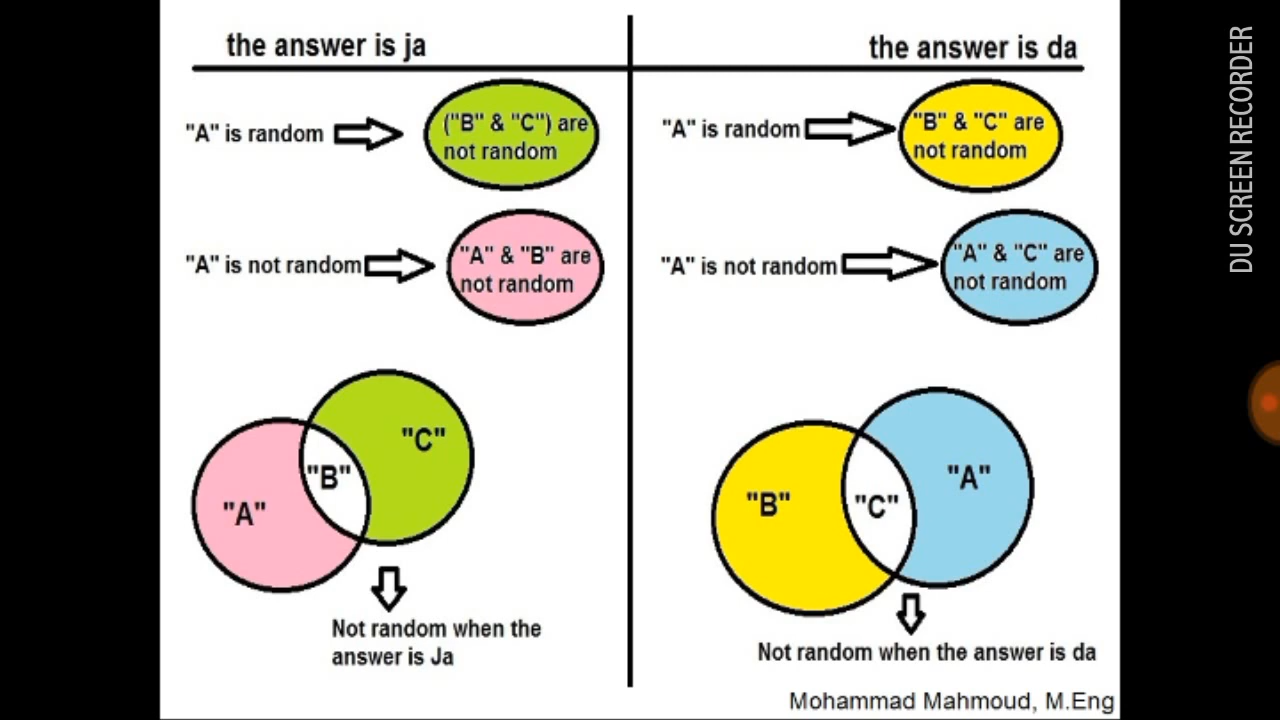 the answer is ja
"A" is random
("B" & "C") are
not random
"A" is not random
"A" & "B" are
not random
"A"
"B"
"C"
Not random when the
answer is Ja
the answer is da
"A" is random
"B" & "C" are
not random
"A" is not random
"A" & "C" are
not random
"B"
"C"
"A"
Not random when the answer is da
Mohammad Mahmoud, M.Eng
DU SCREEN RECORDER